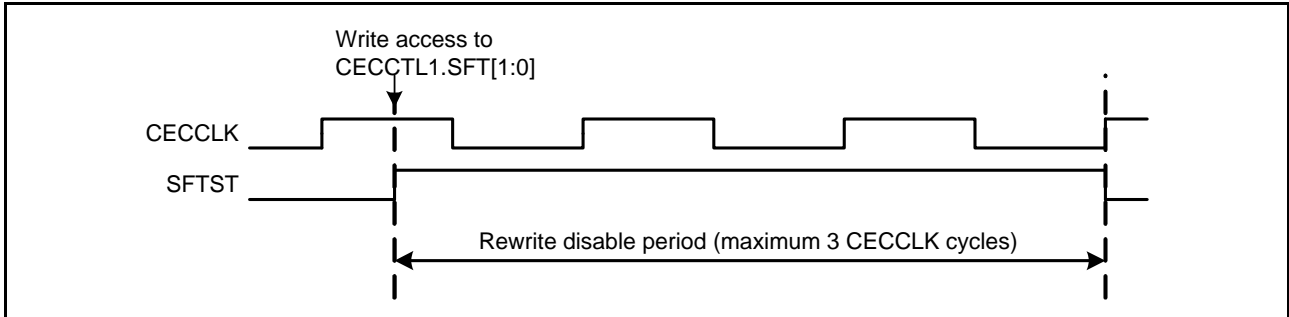 Write access to
CECCTL1.SFT[1:0]
CECCLK
SFTST
Rewrite disable period (maximum 3 CECCLK cycles)